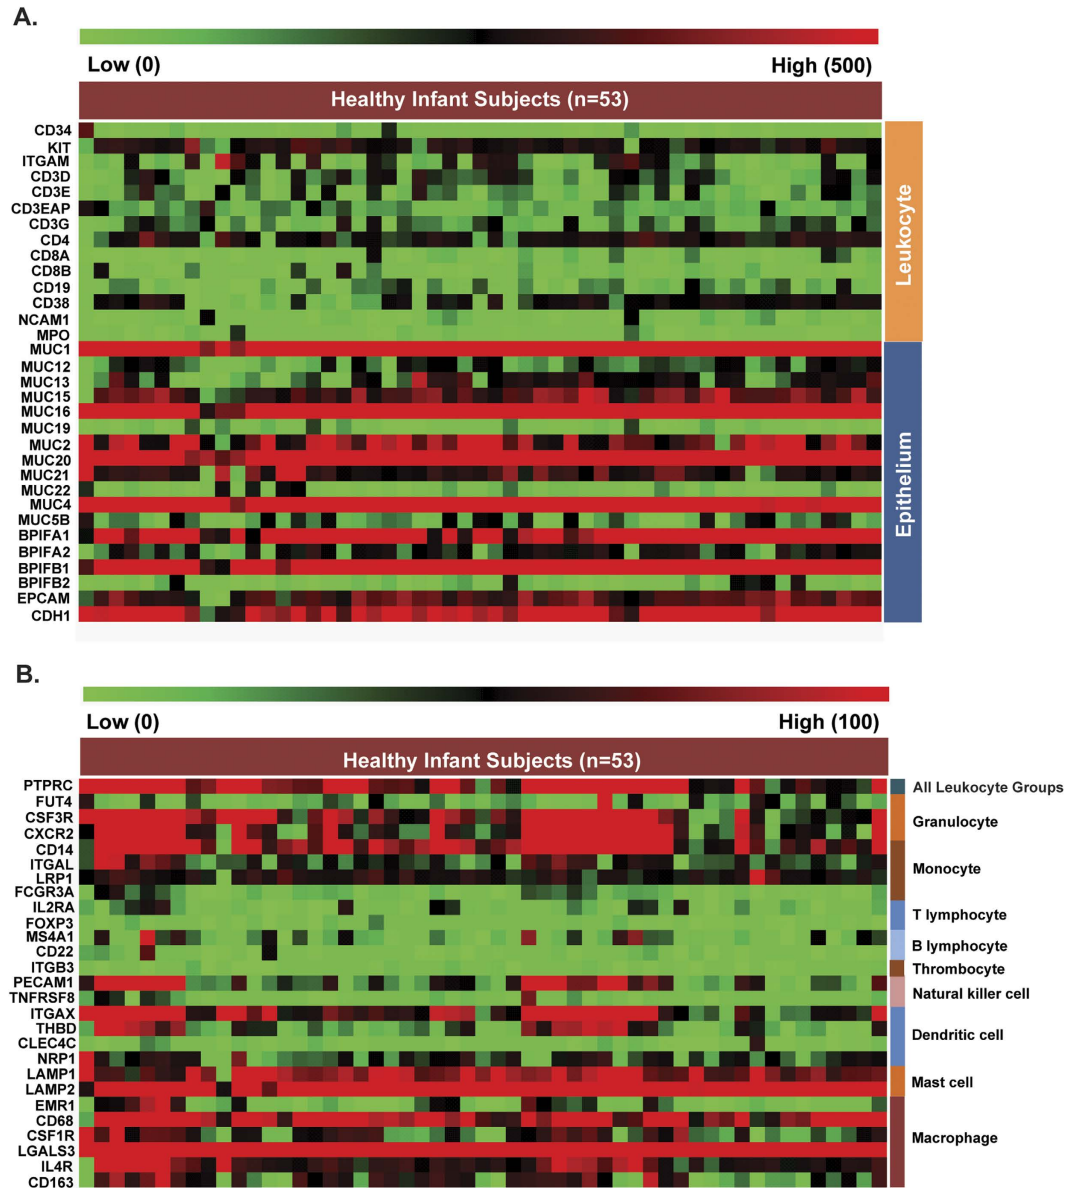 A.
Low (0) High (500)
Healthy Infant Subjects (n=53)
CD34
KIT
ITGAM
CD3D
CD3E
CD3EAP
CD3G
CD4
CD8A
CD8B
CD19
CD38
NCAM1
MPO
Leukocyte
MUC1
MUC12
MUC13
MUC15
MUC16
MUC19
MUC2
MUC20
MUC21
MUC22
MUC4
MUC5B
BPIFA1
BPIFA2
BPIFB1
BPIFB2
EPCAM
CDH1
Epithelium
B.
Low (0) High (100)
Healthy Infant Subjects (n=53)
PTPRC
FUT4
CSF3R
CXCR2
CD14
ITGAL
LRP1
FCGR3A
IL2RA
FOXP3
MS4A1
CD22
ITGB3
PECAM1
TNFRSF8
ITGAX
THBD
CLEC4C
NRP1
LAMP1
LAMP2
EMR1
CD68
CSF1R
LGALS3
IL4R
CD163
All Leukocyte Groups
Granulocyte
Monocyte
T lymphocyte
B lymphocyte
Thrombocyte
Natural killer cell
Dendritic cell
Mast cell
Macrophage